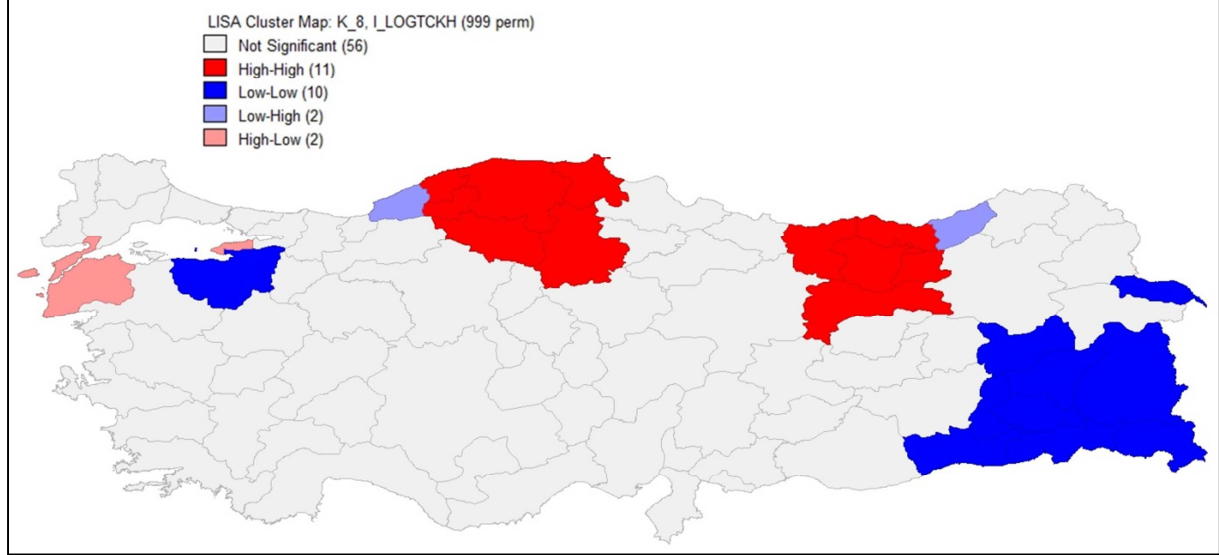 LISA Cluster Map: K_8, I_LOGTCKH (999 perm)
Not Significant (56)
High-High (11)
Low-Low (10)
Low-High (2)
High-Low (2)